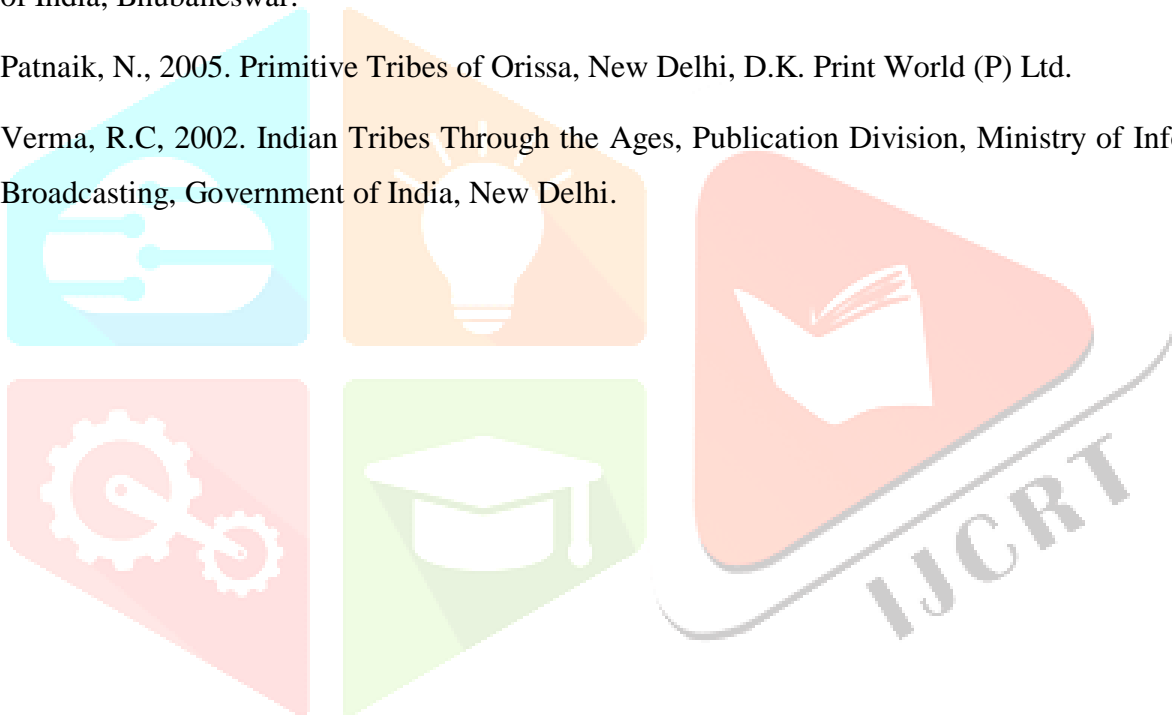 of India, Bhubaneswar.
Patnaik, N., 2005. Primitive Tribes of Orissa, New Delhi, D.K. Print World (P) Ltd.
Verma, R.C, 2002. Indian Tribes Through the Ages, Publication Division, Ministry of Info
Broadcasting, Government of India, New Delhi.
IJCRT